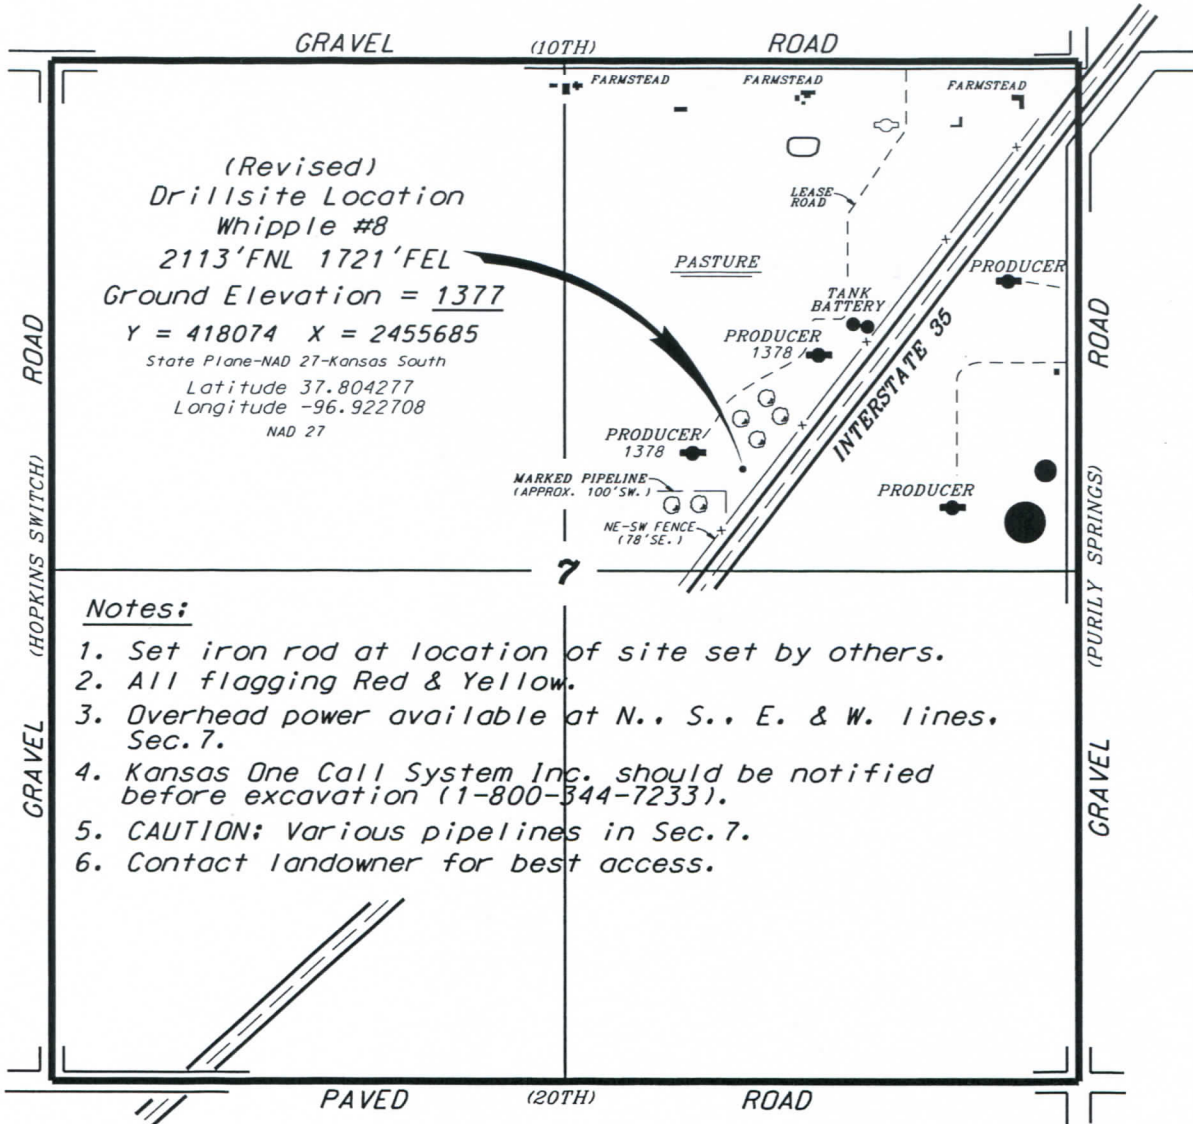 GRAVEL (10TH) ROAD
FARMSTEAD FARMSTEAD FARMSTEAD
(Revised)
Drillsite Location
Whipple #8
2113'FNL 1721'FEL
Ground Elevation = 1377
Y = 418074 X = 2455685
State Plane-NAD 27-Kansas South
Latitude 37.804277
Longitude -96.922708
NAD 27
LEASE
ROAD
PASTURE
PRODUCER
TANK
BATTERY
PRODUCER
1378
INTERSTATE 35
PRODUCER
1378
MARKED PIPELINE
(APPROX. 100'SW.)
NE-SW FENCE
(78'SE.)
PRODUCER
7
GRAVEL (HOPKINS SWITCH) ROAD
GRAVEL (PURILY SPRINGS) ROAD
Notes:
1. Set iron rod at location of site set by others.
2. All flagging Red & Yellow.
3. Overhead power available at N., S., E. & W. lines,
Sec.7.
4. Kansas One Call System Inc. should be notified
before excavation (1-800-344-7233).
5. CAUTION: Various pipelines in Sec.7.
6. Contact landowner for best access.
PAVED (20TH) ROAD